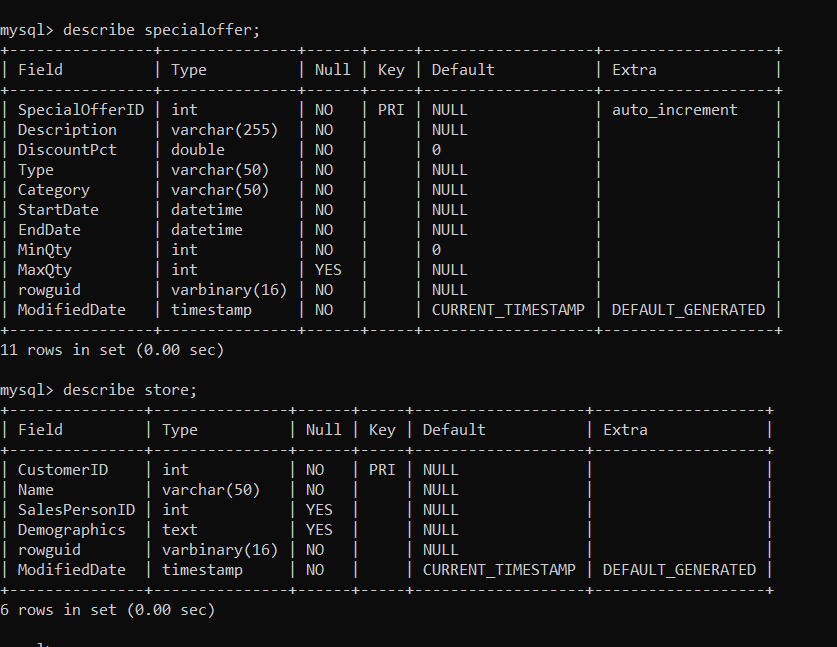 mysql> describe specialoffer;
+----------------+--------------+------+-----+-------------------+-------------------+
| Field          | Type           | Null | Key | Default           | Extra             |
+----------------+--------------+------+-----+-------------------+-------------------+
| SpecialOfferID | int            | NO   | PRI | NULL              | auto_increment    |
| Description    | varchar(255)   | NO   |     | NULL              |                   |
| DiscountPct    | double         | NO   |     | 0                 |                   |
| Type           | varchar(50)    | NO   |     | NULL              |                   |
| Category       | varchar(50)    | NO   |     | NULL              |                   |
| StartDate      | datetime       | NO   |     | NULL              |                   |
| EndDate        | datetime       | NO   |     | NULL              |                   |
| MinQty         | int            | NO   |     | 0                 |                   |
| MaxQty         | int            | YES  |     | NULL              |                   |
| rowguid        | varbinary(16)  | NO   |     | NULL              |                   |
| ModifiedDate   | timestamp      | NO   |     | CURRENT_TIMESTAMP | DEFAULT_GENERATED |
+----------------+--------------+------+-----+-------------------+-------------------+
11 rows in set (0.00 sec)
mysql> describe store;
+---------------+---------------+------+-----+-------------------+-------------------+
| Field         | Type          | Null | Key | Default           | Extra             |
+---------------+---------------+------+-----+-------------------+-------------------+
| CustomerID    | int           | NO   | PRI | NULL              |                   |
| Name          | varchar(50)   | NO   |     | NULL              |                   |
| SalesPersonID | int           | YES  |     | NULL              |                   |
| Demographics  | text          | YES  |     | NULL              |                   |
| rowguid       | varbinary(16) | NO   |     | NULL              |                   |
| ModifiedDate  | timestamp     | NO   |     | CURRENT_TIMESTAMP | DEFAULT_GENERATED |
+---------------+---------------+------+-----+-------------------+-------------------+
6 rows in set (0.00 sec)